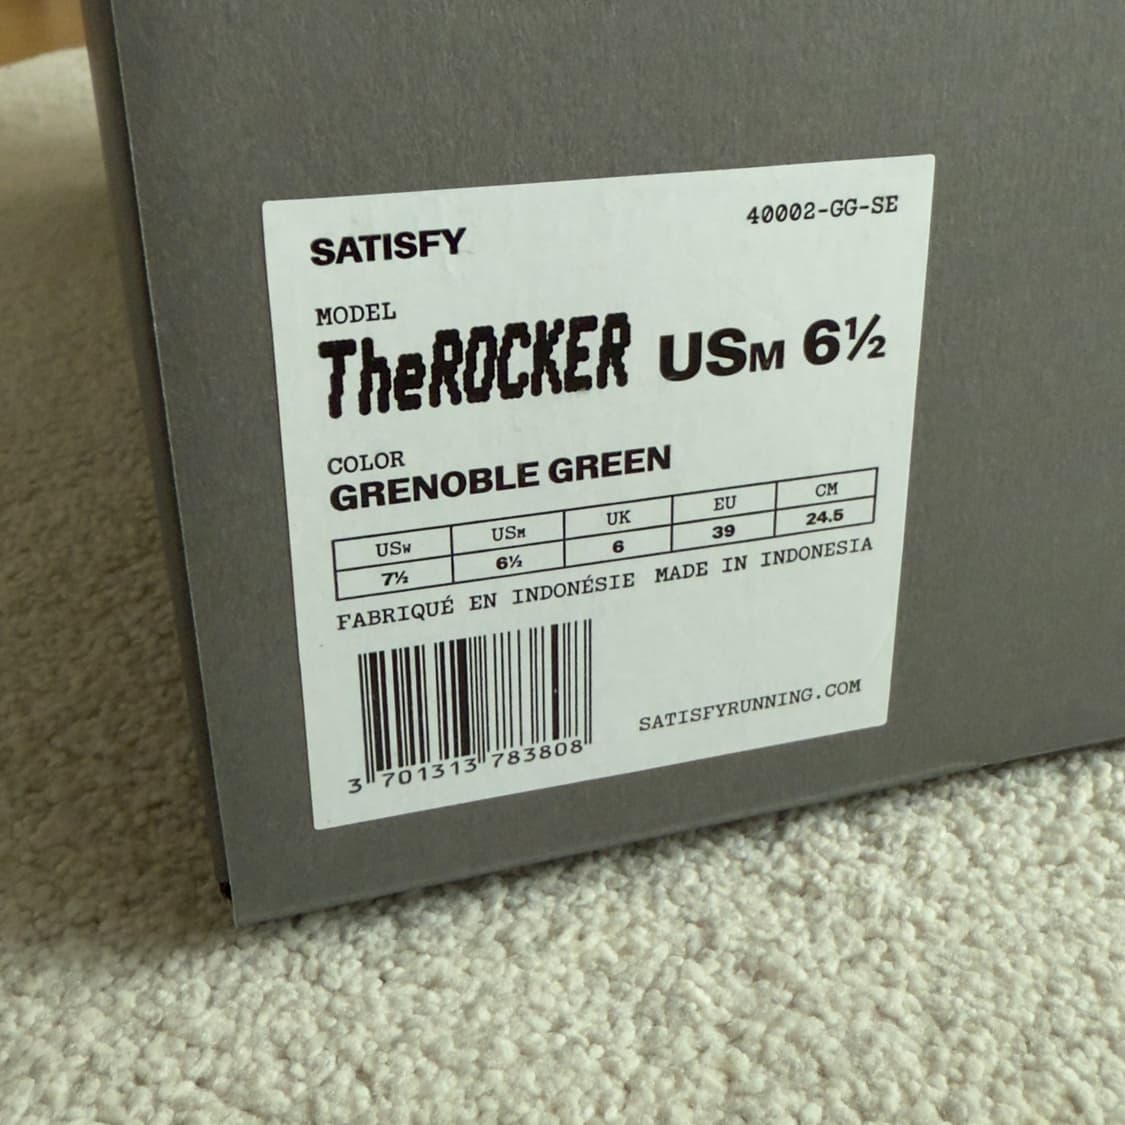 SATISFY
40002-GG-SE
MODEL
TheROCKER USM 6½
COLOR
GRENOBLE GREEN
USW USM UK EU CM
7½ 6½ 6 39 24.5
FABRIQUÉ EN INDONÉSIE MADE IN INDONESIA
3 701313 783808
SATISFYRUNNING.COM